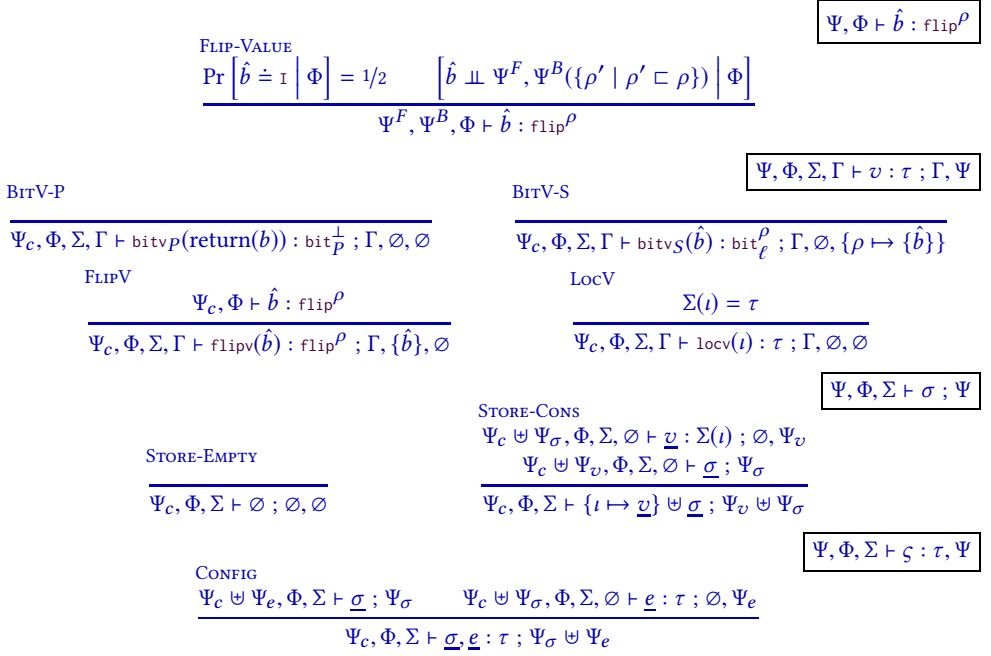 Ψ, Φ ⊢ b̂ : flip^ρ
Flip-Value
Pr [b̂ ≐ I | Φ] = 1/2 [b̂ ⫫ Ψ^F, Ψ^B({ρ′ | ρ′ ⊏ ρ}) | Φ]
Ψ^F, Ψ^B, Φ ⊢ b̂ : flip^ρ
Ψ, Φ, Σ, Γ ⊢ v : τ ; Γ, Ψ
BitV-P BitV-S
Ψ_c, Φ, Σ, Γ ⊢ bitv_P(return(b)) : bit_P^⊥ ; Γ, ∅, ∅ Ψ_c, Φ, Σ, Γ ⊢ bitv_S(b̂) : bit_ℓ^ρ ; Γ, ∅, {ρ ↦ {b̂}}
FlipV LocV
Ψ_c, Φ ⊢ b̂ : flip^ρ Σ(ι) = τ
Ψ_c, Φ, Σ, Γ ⊢ flipv(b̂) : flip^ρ ; Γ, {b̂}, ∅ Ψ_c, Φ, Σ, Γ ⊢ locv(ι) : τ ; Γ, ∅, ∅
Ψ, Φ, Σ ⊢ σ ; Ψ
Store-Cons
Ψ_c ⊎ Ψ_σ, Φ, Σ, ∅ ⊢ v̲ : Σ(ι) ; ∅, Ψ_v
Store-Empty Ψ_c ⊎ Ψ_v, Φ, Σ, ∅ ⊢ σ̲ ; Ψ_σ
Ψ_c, Φ, Σ ⊢ ∅ ; ∅, ∅ Ψ_c, Φ, Σ ⊢ {ι ↦ v̲} ⊎ σ̲ ; Ψ_v ⊎ Ψ_σ
Ψ, Φ, Σ ⊢ ς : τ, Ψ
Config
Ψ_c ⊎ Ψ_e, Φ, Σ ⊢ σ̲ ; Ψ_σ Ψ_c ⊎ Ψ_σ, Φ, Σ, ∅ ⊢ e̲ : τ ; ∅, Ψ_e
Ψ_c, Φ, Σ ⊢ σ̲, e̲ : τ ; Ψ_σ ⊎ Ψ_e